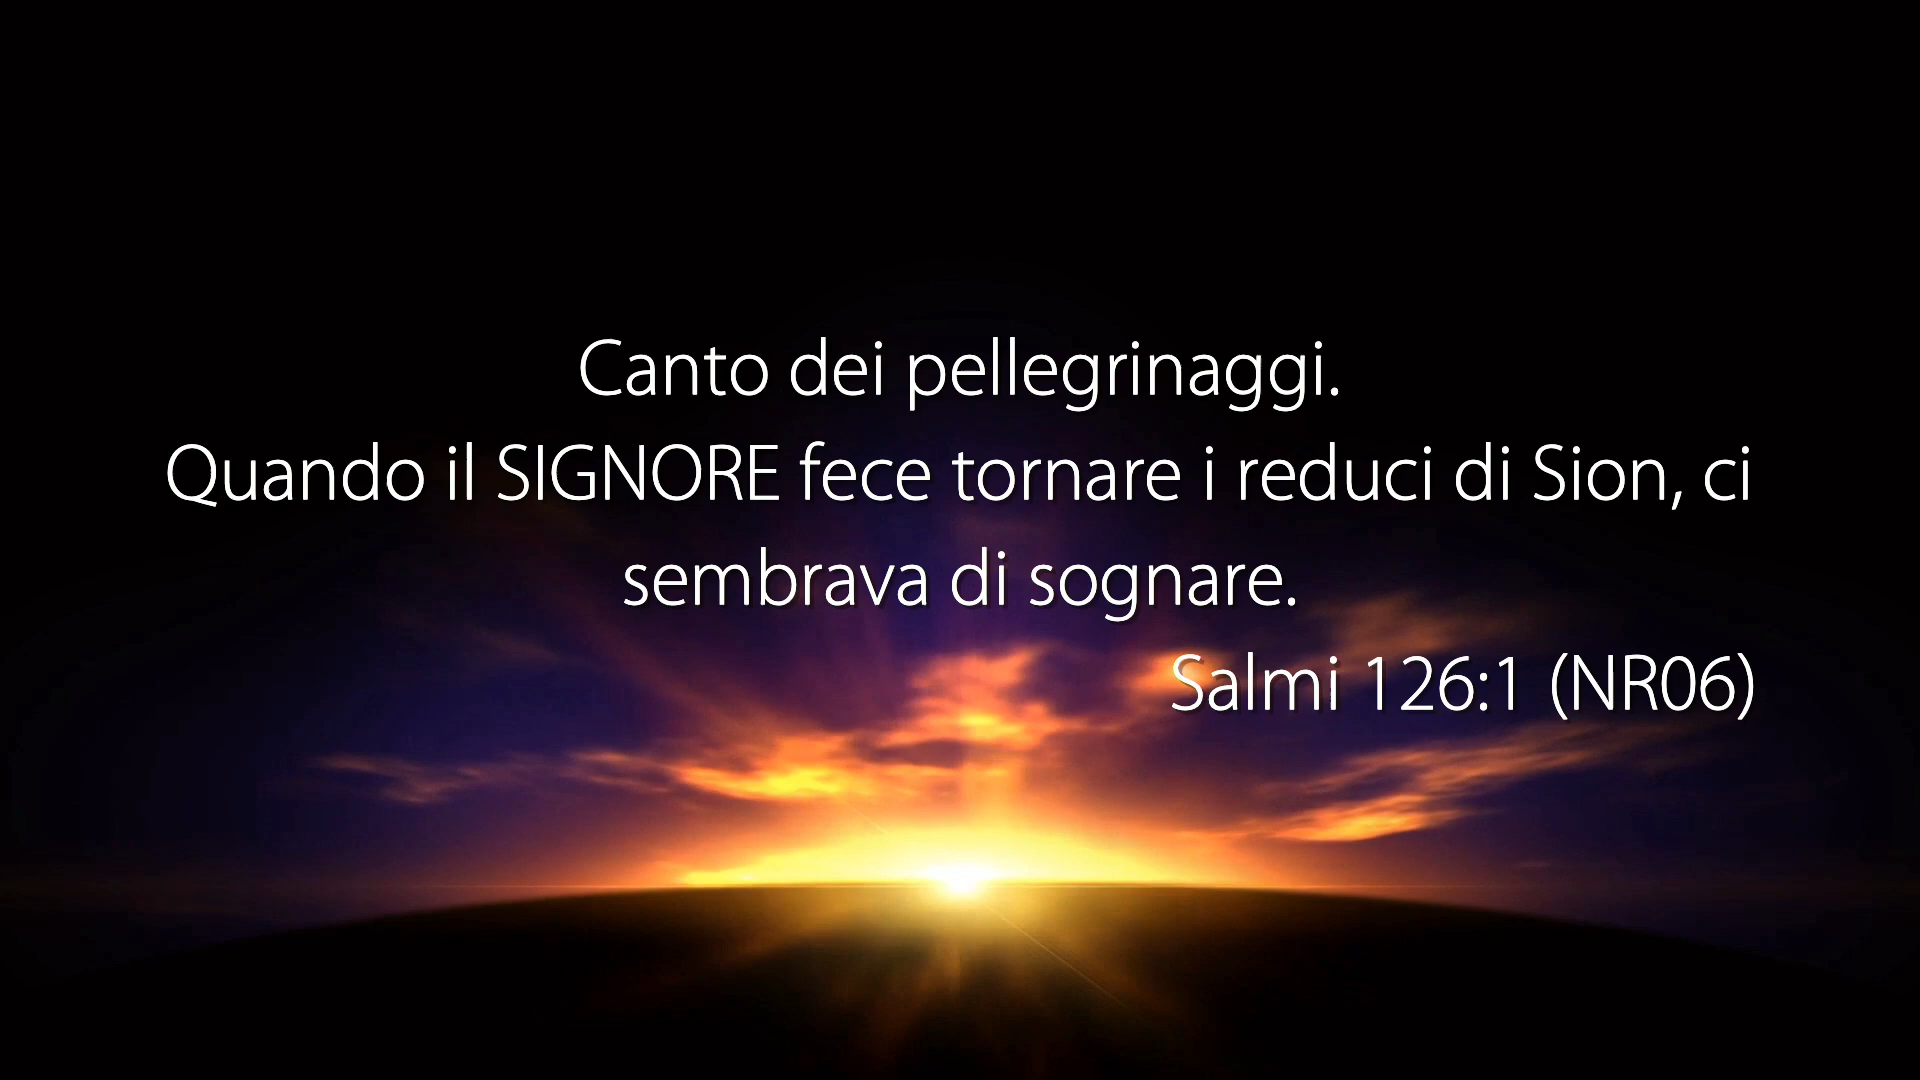 Canto dei pellegrinaggi.
Quando il SIGNORE fece tornare i reduci di Sion, ci
sembrava di sognare.
Salmi 126:1 (NR06)